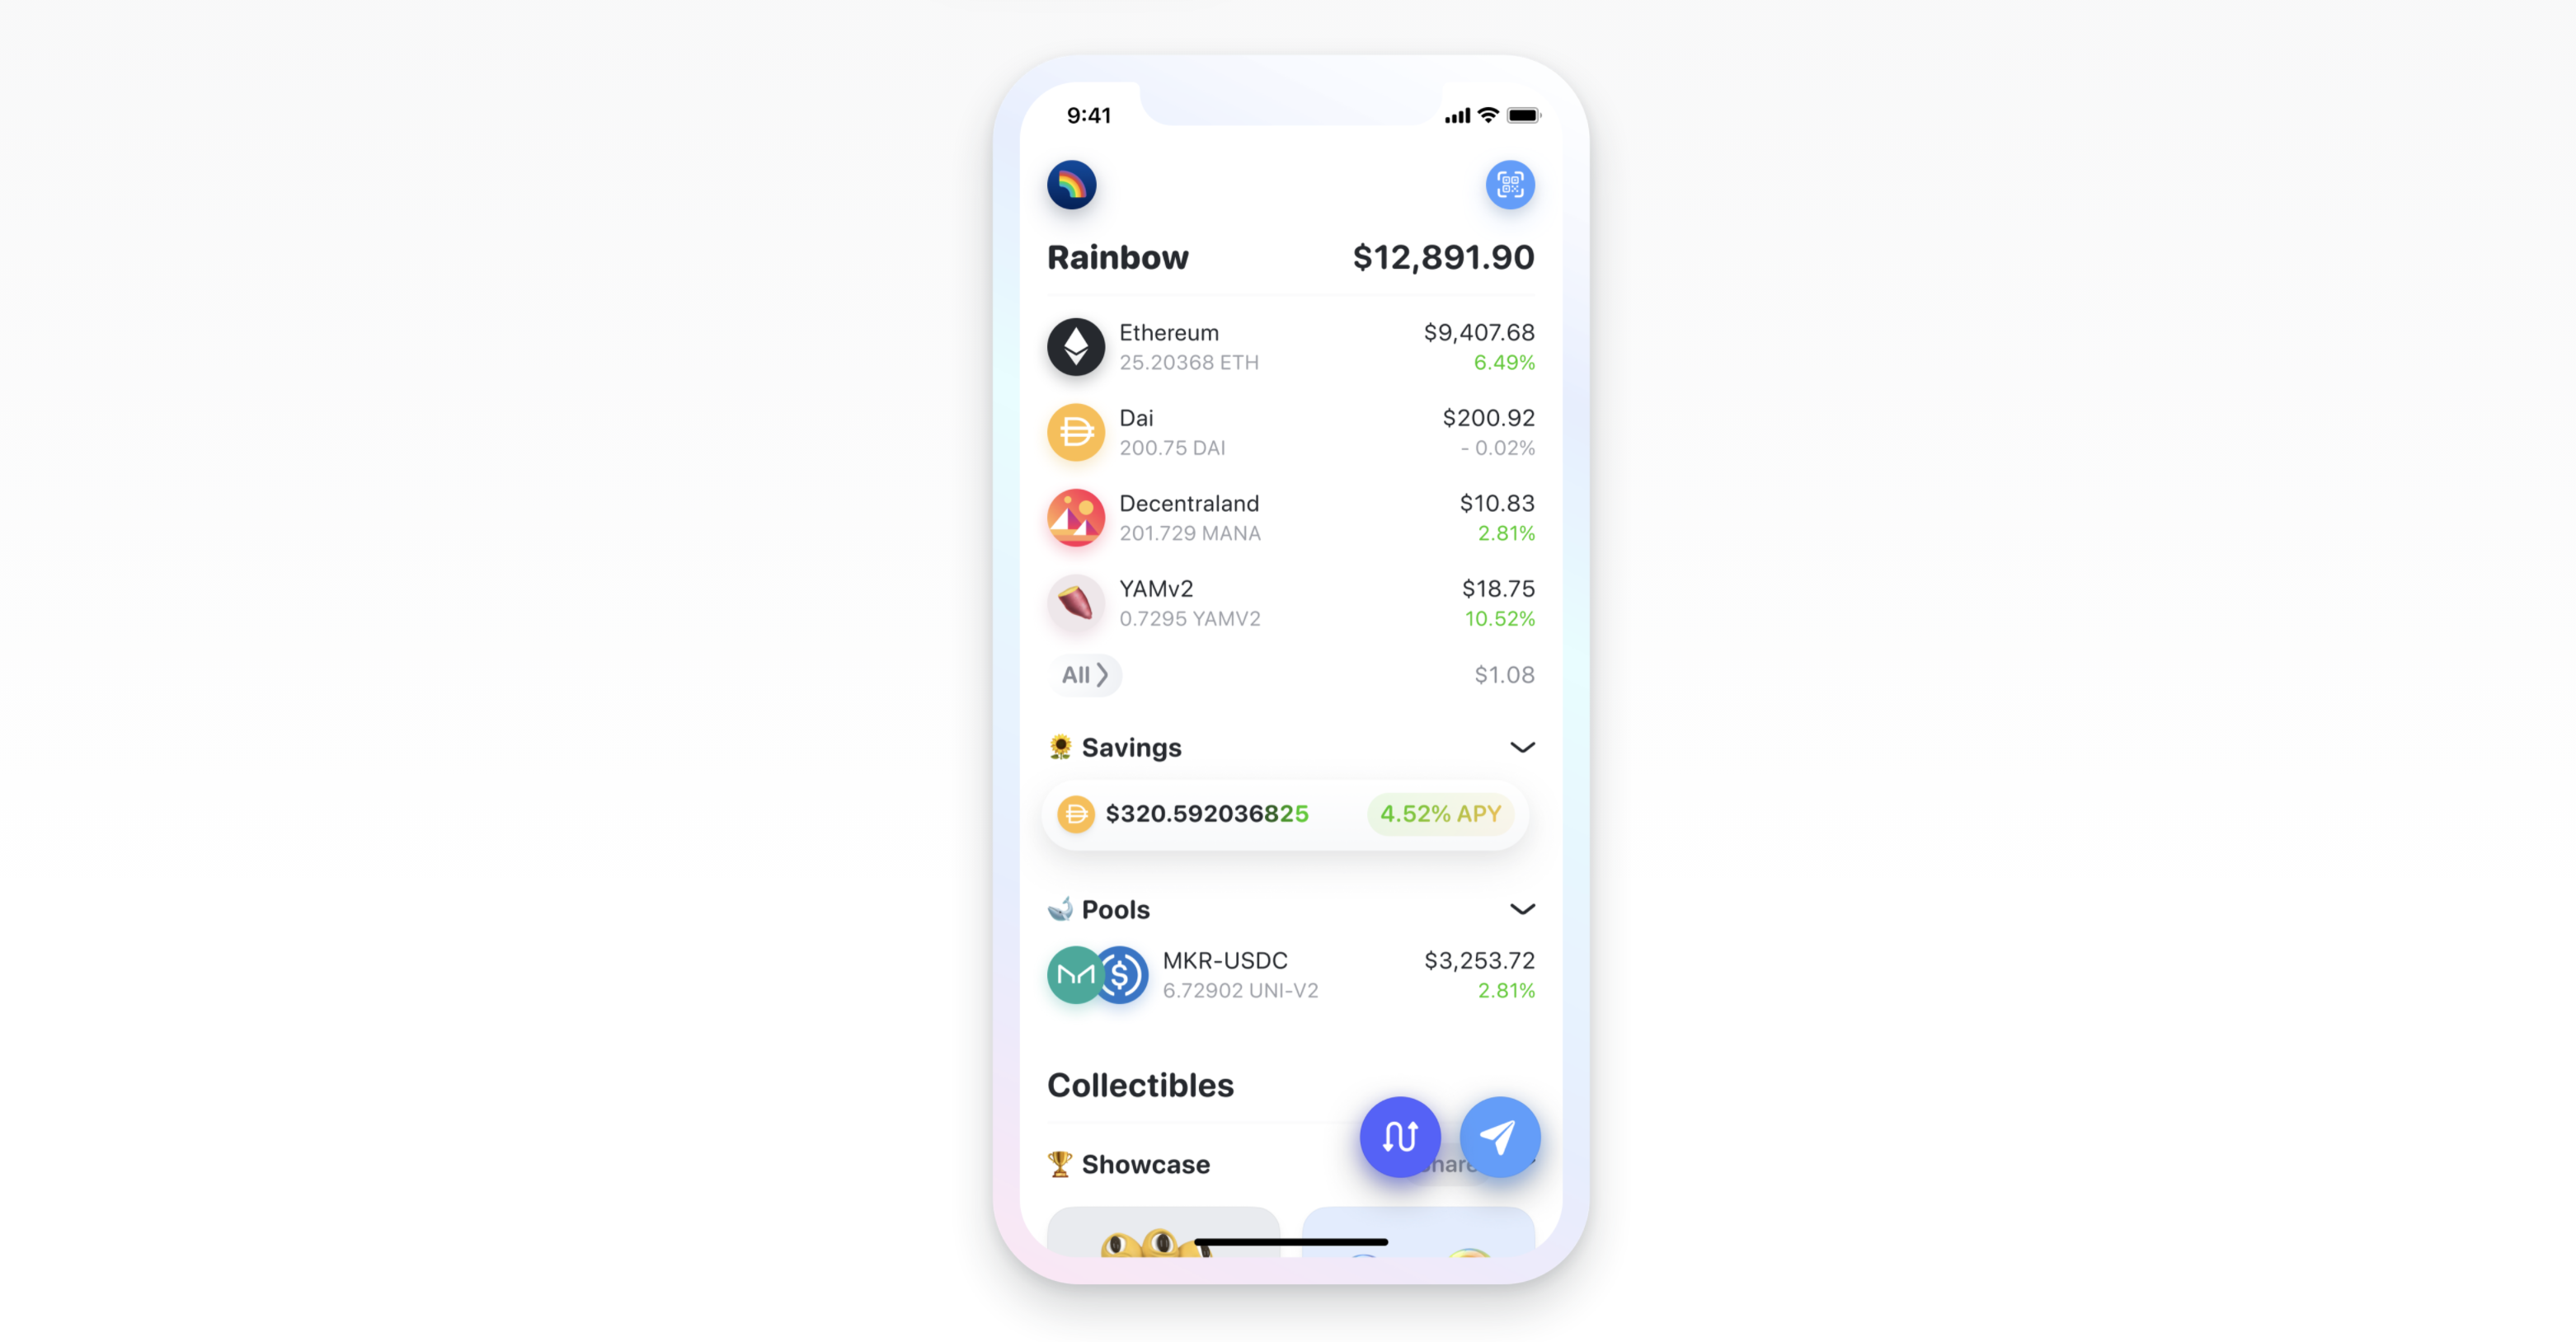 9:41
Rainbow $12,891.90
Ethereum $9,407.68
25.20368 ETH 6.49%
Dai $200.92
200.75 DAI - 0.02%
Decentraland $10.83
201.729 MANA 2.81%
YAMv2 $18.75
0.7295 YAMV2 10.52%
All $1.08
Savings
$320.592036825 4.52% APY
Pools
MKR-USDC $3,253.72
6.72902 UNI-V2 2.81%
Collectibles
Showcase